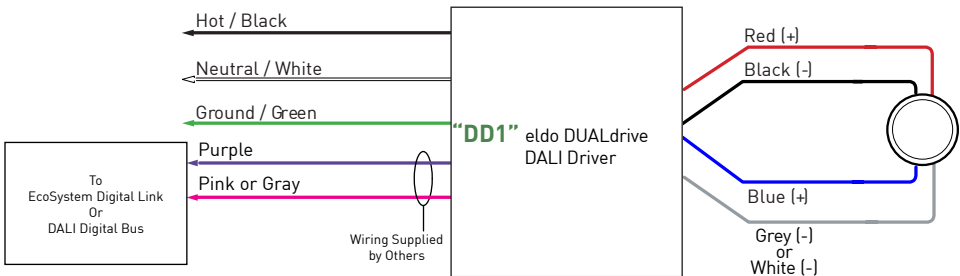 Hot / Black
Neutral / White
Ground / Green
Purple
Pink or Gray
To
EcoSystem Digital Link
Or
DALI Digital Bus
Wiring Supplied
by Others
“DD1” eldo DUALdrive
DALI Driver
Red (+)
Black (-)
Blue (+)
Grey (-)
or
White (-)